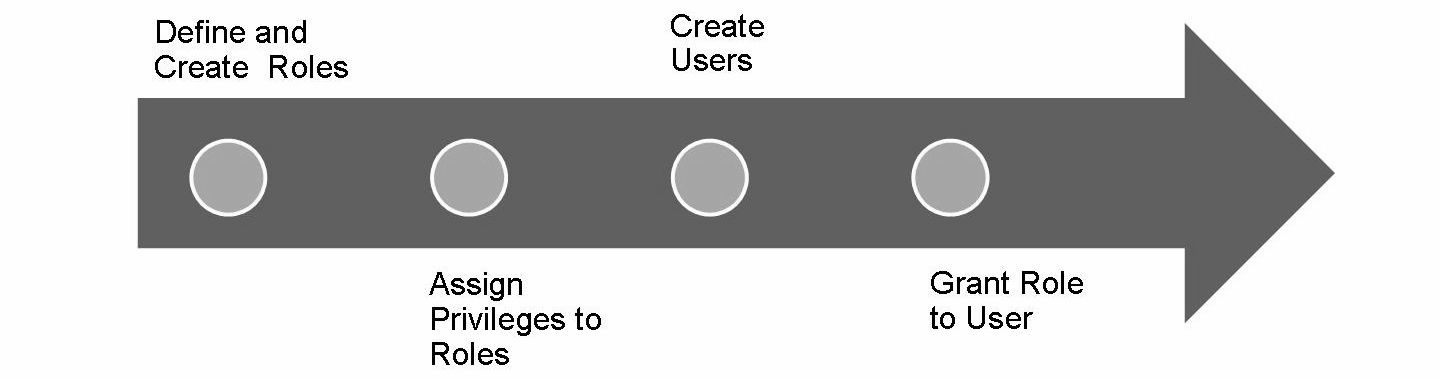 Define and
Create Roles
Assign
Privileges to
Roles
Create
Users
Grant Role
to User